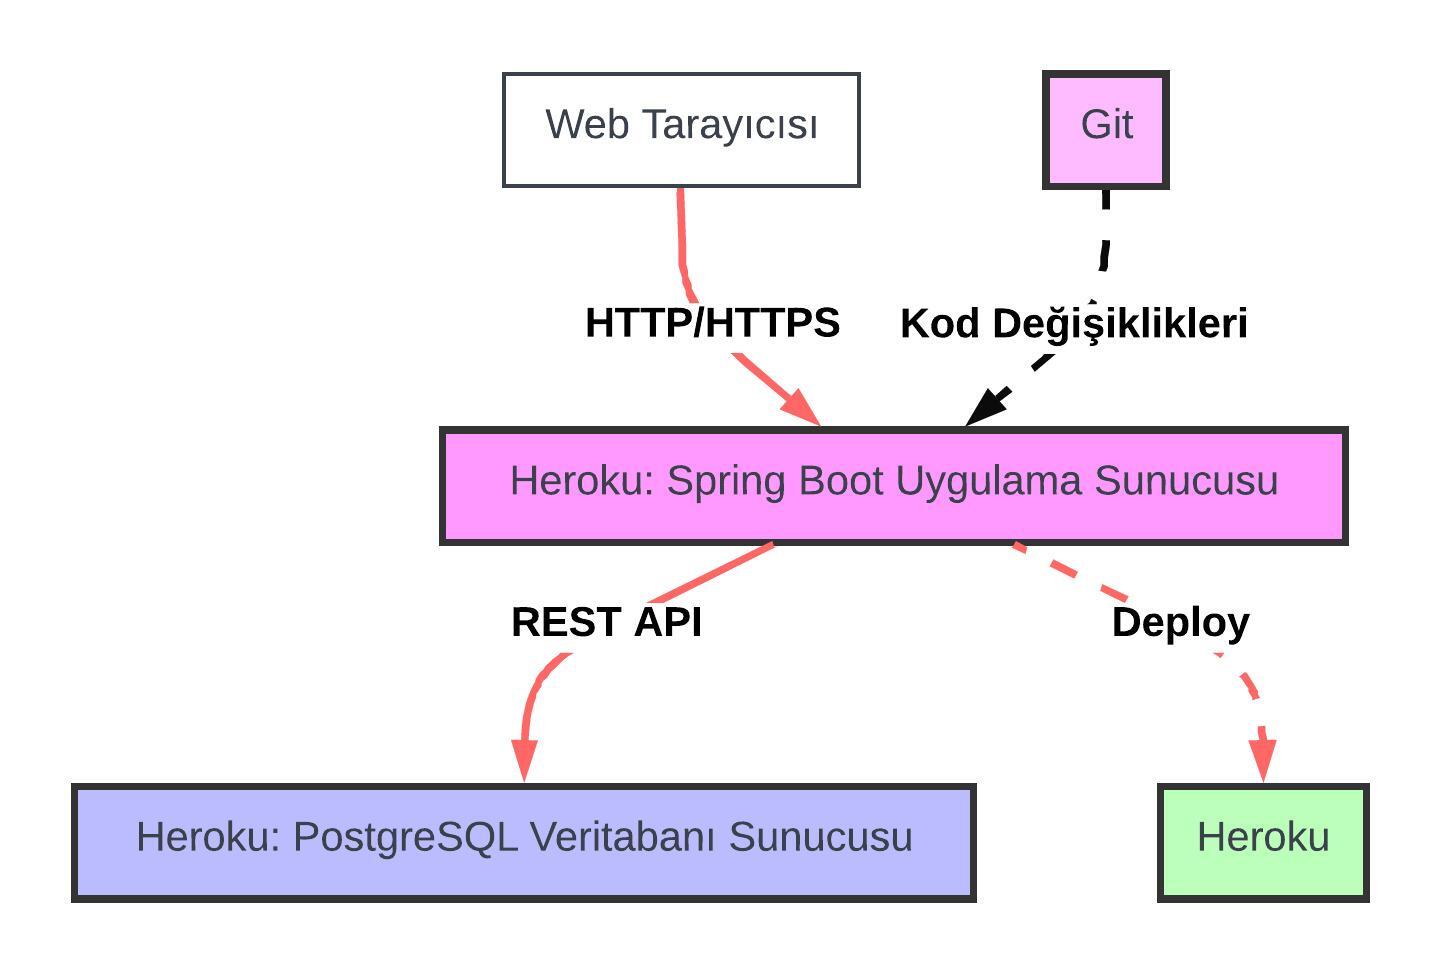 Web Tarayıcısı
Git
HTTP/HTTPS
Kod Değişiklikleri
Heroku: Spring Boot Uygulama Sunucusu
REST API
Deploy
Heroku: PostgreSQL Veritabanı Sunucusu
Heroku